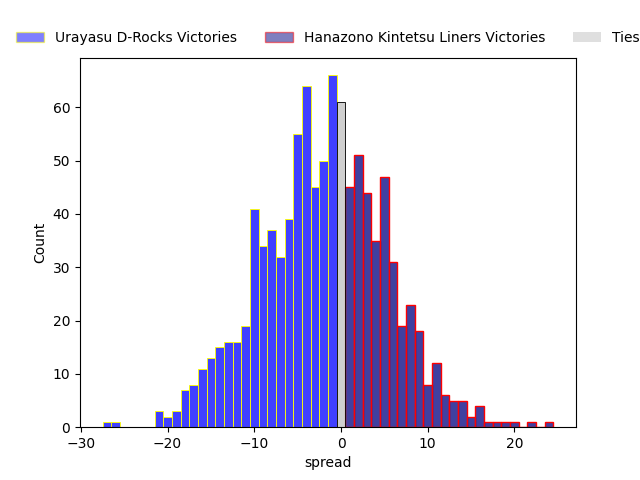 Urayasu D-Rocks Victories Hanazono Kintetsu Liners Victories Ties
60
50
40
30
20
10
0
Count
−30 −20 −10 0 10 20
spread